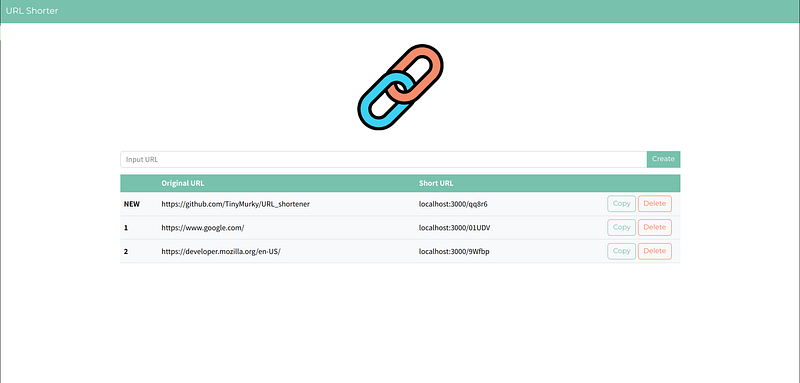 URL Shorter
Input URL Create
Original URL Short URL
NEW https://github.com/TinyMurky/URL_shortener localhost:3000/qq8r6 Copy Delete
1 https://www.google.com/ localhost:3000/01UDV Copy Delete
2 https://developer.mozilla.org/en-US/ localhost:3000/9Wfbp Copy Delete